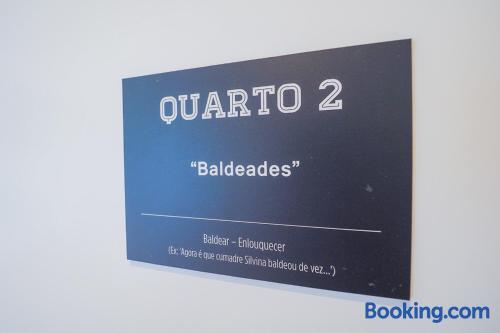 QUARTO 2
“Baldeades”
Baldear – Enlouquecer
(Ex: 'Agora é que cumadre Silvina baldeou de vez...')
Booking.com